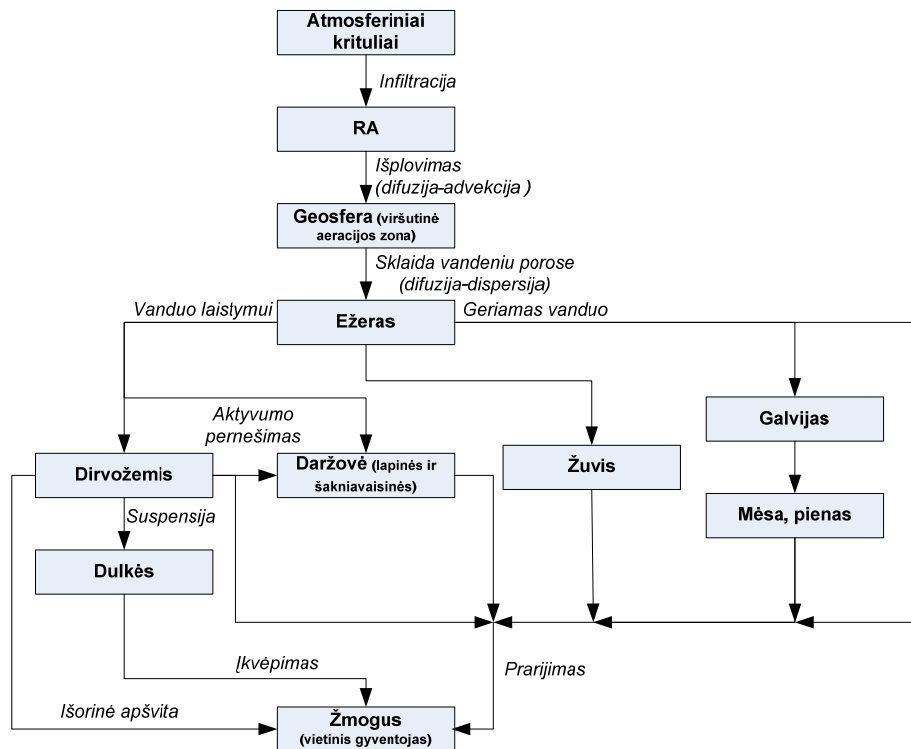 Atmosferiniai
krituliai
Infiltracija
RA
Išplovimas
(difuzija-advekcija )
Geosfera (viršutinė
aeracijos zona)
Sklaida vandeniu porose
(difuzija-dispersija)
Vanduo laistymui
Ežeras
Geriamas vanduo
Galvijas
Aktyvumo
pernešimas
Dirvožemis
Daržovė (lapinės ir
šakniavaisinės)
Žuvis
Mėsa, pienas
Suspensija
Dulkės
Įkvėpimas
Prarijimas
Išorinė apšvita
Žmogus
(vietinis gyventojas)